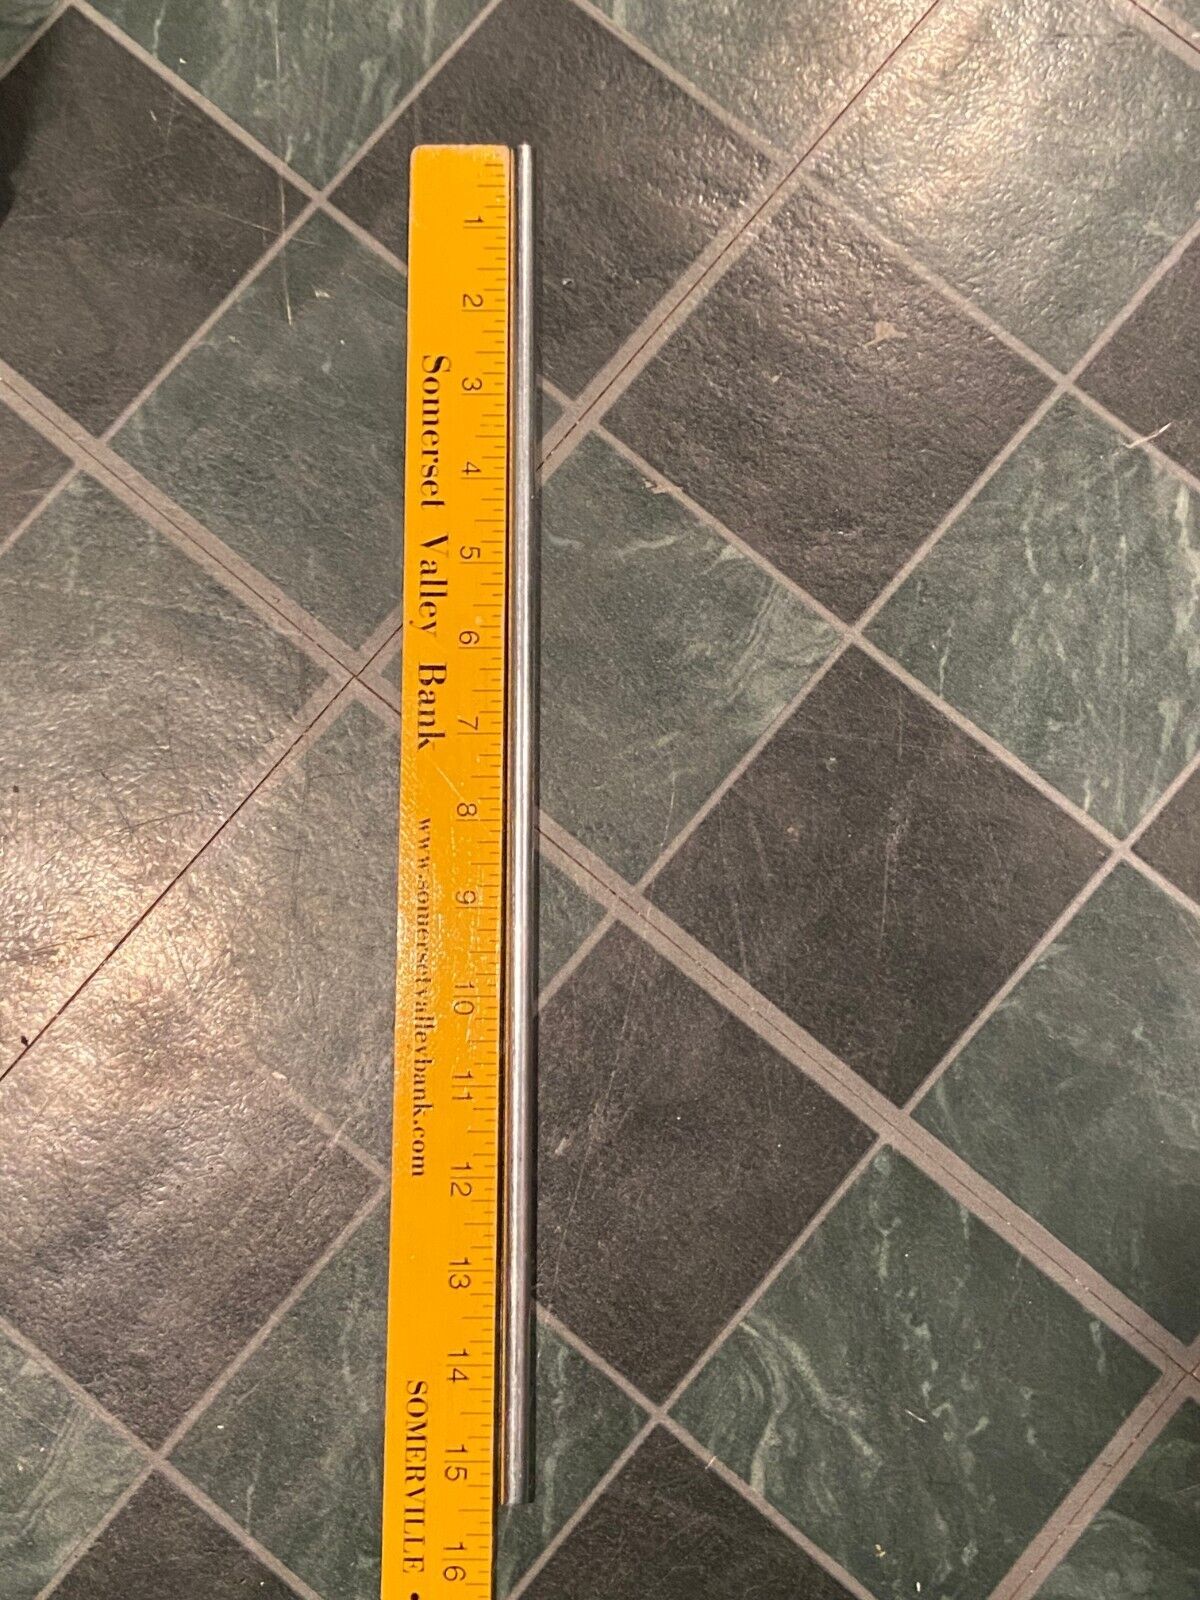 1 2 3 4 5 6 7 8 9 10 11 12 13 14 15 16
Somerset Valley Bank www.somersetvalleybank.com SOMERVILLE •